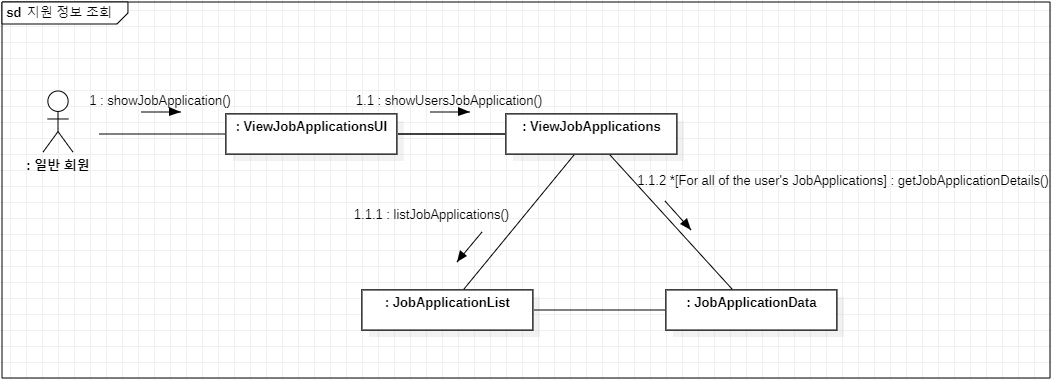 sd 지원 정보 조회
1 : showJobApplication()
1.1 : showUsersJobApplication()
: ViewJobApplicationsUI
: ViewJobApplications
: 일반 회원
1.1.2 *[For all of the user's JobApplications] : getJobApplicationDetails()
1.1.1 : listJobApplications()
: JobApplicationList
: JobApplicationData